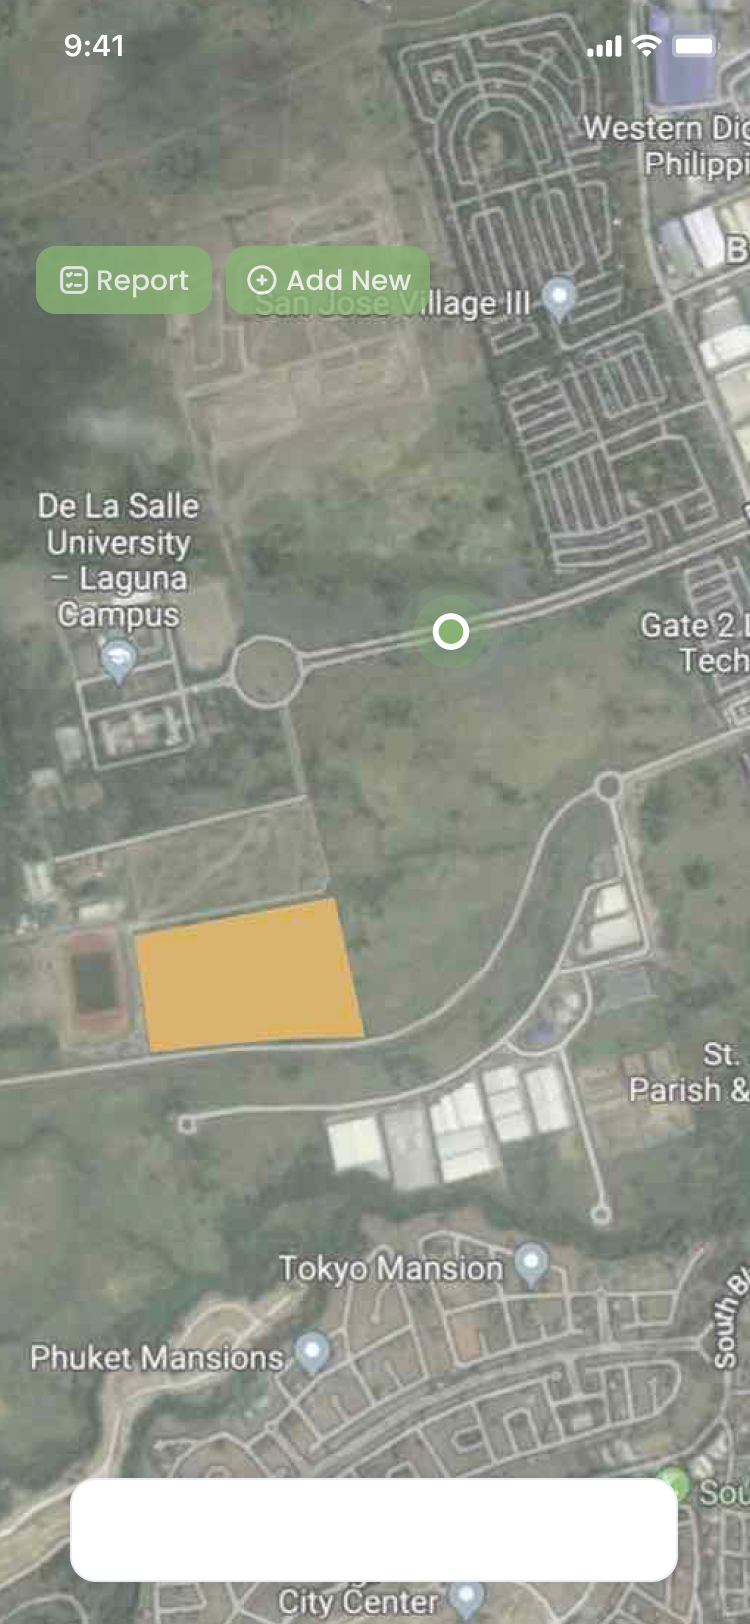 9:41
Western Dig
Philippi
B
Report
Add New
San Jose Village III
De La Salle
University
– Laguna
Campus
Gate 2 L
Tech
St.
Parish &
Tokyo Mansion
South B
Phuket Mansions
Sou
City Center